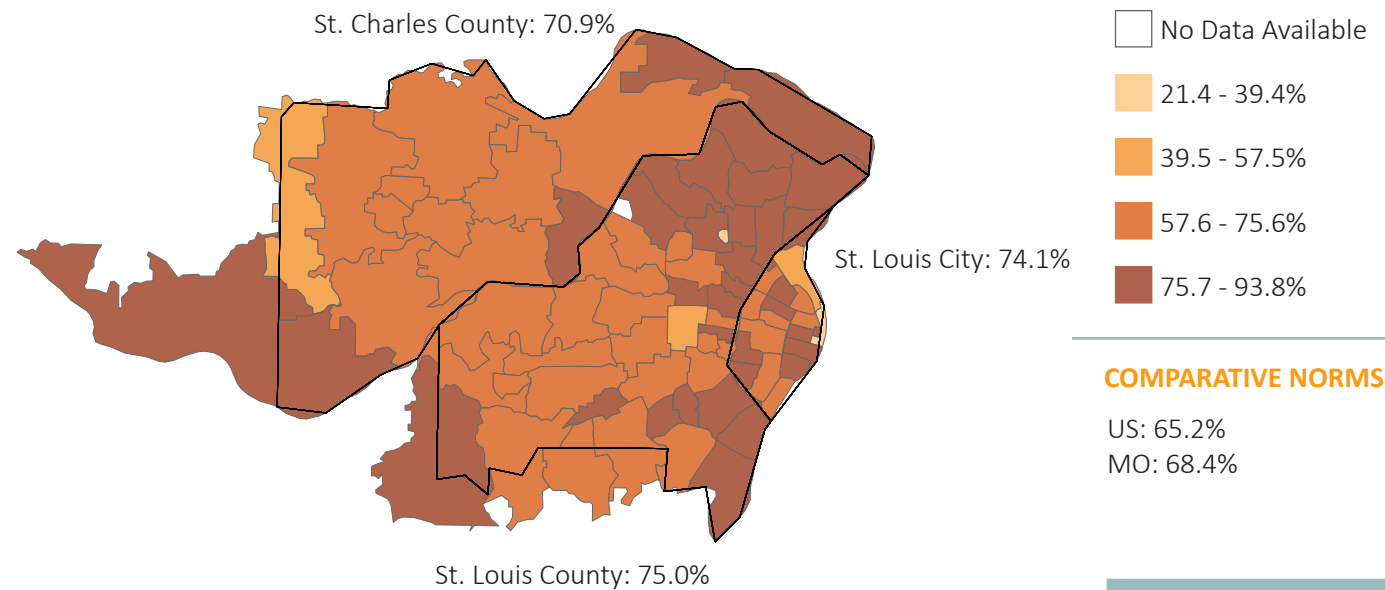 St. Charles County: 70.9%
St. Louis City: 74.1%
St. Louis County: 75.0%
No Data Available
21.4 - 39.4%
39.5 - 57.5%
57.6 - 75.6%
75.7 - 93.8%
COMPARATIVE NORMS
US: 65.2%
MO: 68.4%